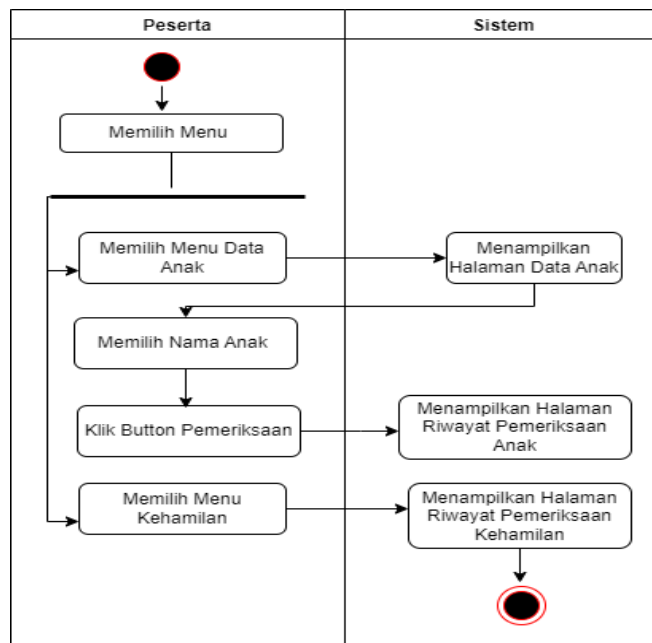 Peserta
Sistem
Memilih Menu
Memilih Menu Data
Anak
Menampilkan
Halaman Data Anak
Memilih Nama Anak
Klik Button Pemeriksaan
Menampilkan Halaman
Riwayat Pemeriksaan
Anak
Memilih Menu
Kehamilan
Menampilkan Halaman
Riwayat Pemeriksaan
Kehamilan